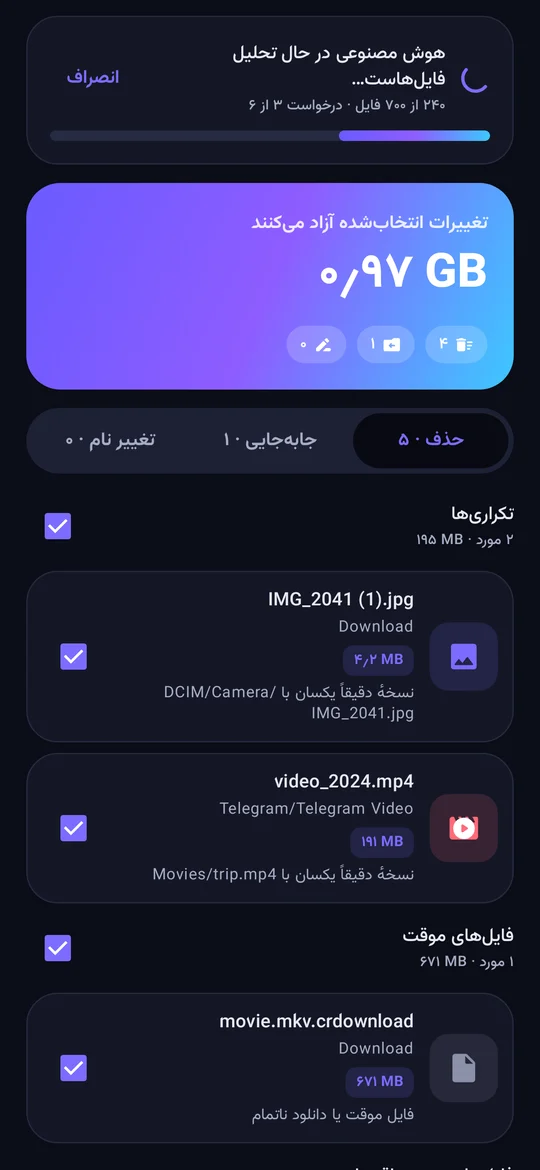 هوش مصنوعی در حال تحلیل
فایل‌هاست…
۲۴۰ از ۷۰۰ فایل · درخواست ۳ از ۶
انصراف
تغییرات انتخاب‌شده آزاد می‌کنند
۰٫۹۷ GB
۴
۱
۰
حذف · ۵
جابه‌جایی · ۱
تغییر نام · ۰
تکراری‌ها
۲ مورد · ۱۹۵ MB
IMG_2041 (1).jpg
Download
۴٫۲ MB
نسخهٔ دقیقاً یکسان با DCIM/Camera/
IMG_2041.jpg
video_2024.mp4
Telegram/Telegram Video
۱۹۱ MB
نسخهٔ دقیقاً یکسان با Movies/trip.mp4
فایل‌های موقت
۱ مورد · ۶۷۱ MB
movie.mkv.crdownload
Download
۶۷۱ MB
فایل موقت یا دانلود ناتمام